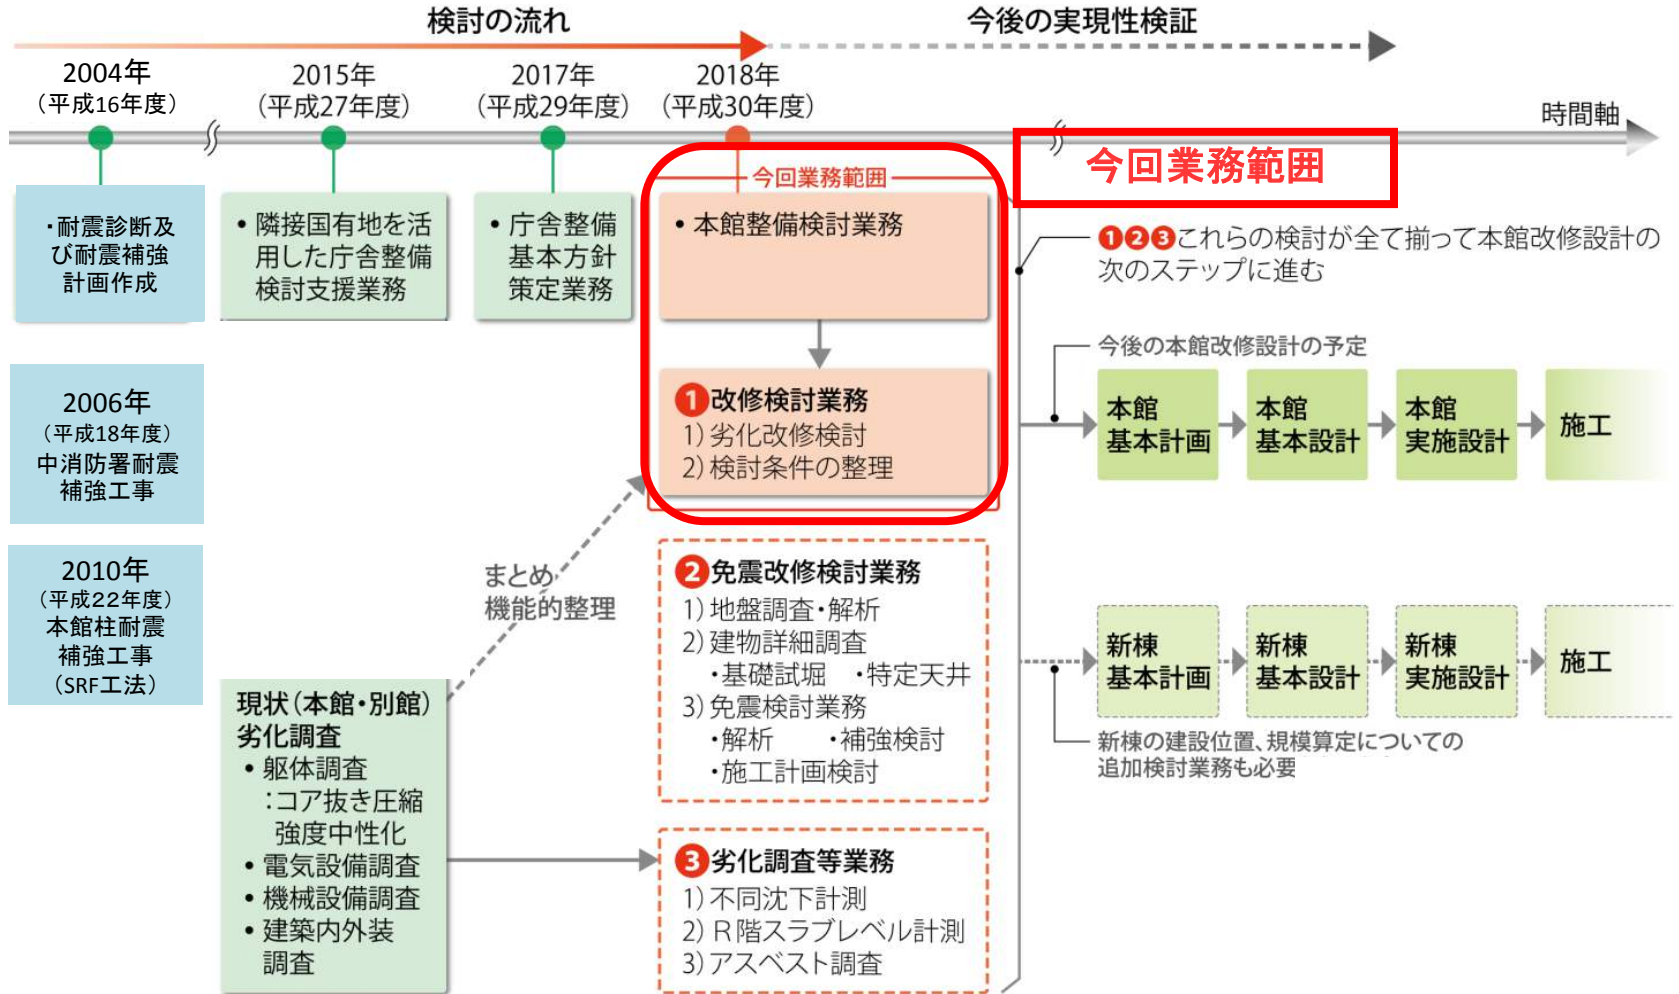 検討の流れ
今後の実現性検証
2004年
（平成16年度）
2015年
（平成27年度）
2017年
（平成29年度）
2018年
（平成30年度）
時間軸
今回業務範囲
今回業務範囲
・耐震診断及
び耐震補強
計画作成
• 隣接国有地を活
用した庁舎整備
検討支援業務
• 庁舎整備
基本方針
策定業務
• 本館整備検討業務
❶❷❸これらの検討が全て揃って本館改修設計の
次のステップに進む
2006年
（平成18年度）
中消防署耐震
補強工事
❶改修検討業務
1）劣化改修検討
2）検討条件の整理
今後の本館改修設計の予定
本館
基本計画
本館
基本設計
本館
実施設計
施工
2010年
（平成２２年度）
本館柱耐震
補強工事
（SRF工法）
まとめ
機能的整理
❷免震改修検討業務
1）地盤調査・解析
2）建物詳細調査
・基礎試堀　・特定天井
3）免震検討業務
・解析　・補強検討
・施工計画検討
新棟
基本計画
新棟
基本設計
新棟
実施設計
施工
新棟の建設位置、規模算定についての
追加検討業務も必要
現状（本館・別館）
劣化調査
• 躯体調査
：コア抜き圧縮
強度中性化
• 電気設備調査
• 機械設備調査
• 建築内外装
調査
❸劣化調査等業務
1）不同沈下計測
2）Ｒ階スラブレベル計測
3）アスベスト調査